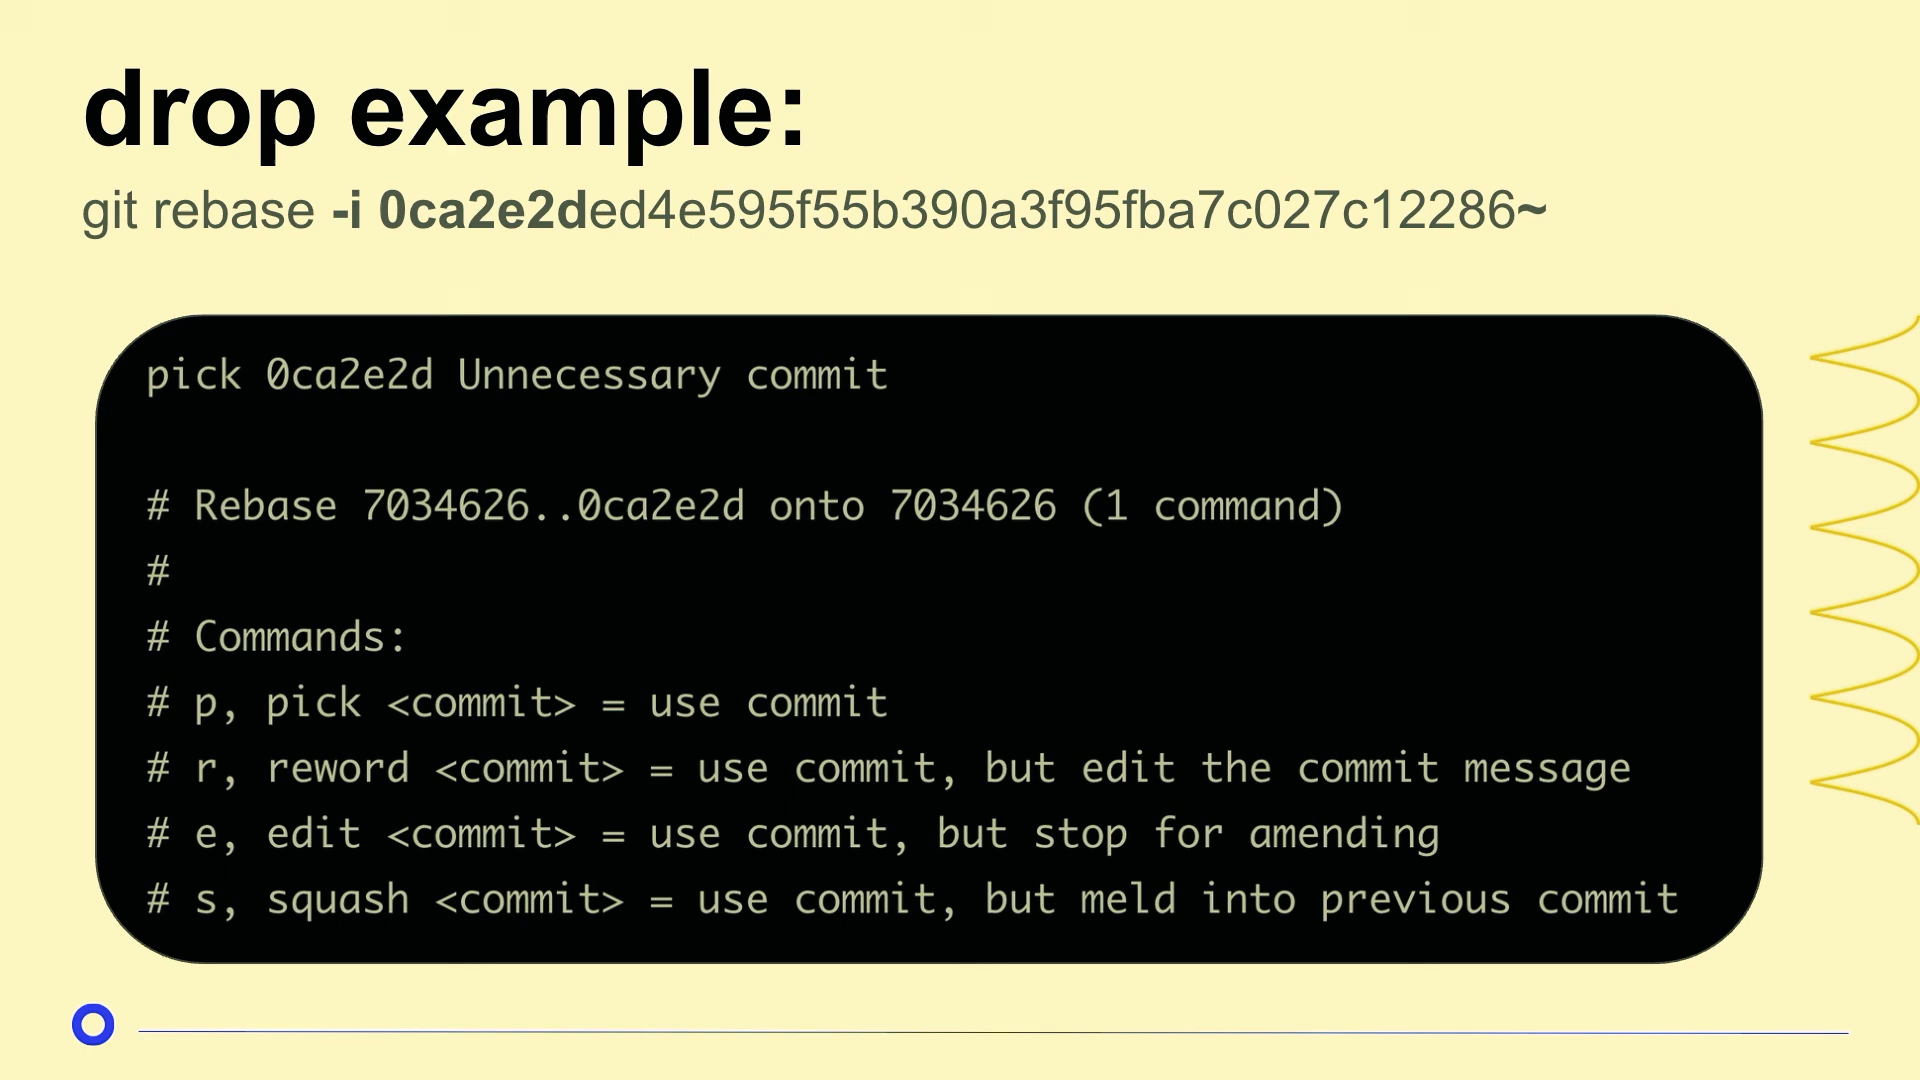 drop example:
git rebase -i 0ca2e2ded4e595f55b390a3f95fba7c027c12286~
pick 0ca2e2d Unnecessary commit
# Rebase 7034626..0ca2e2d onto 7034626 (1 command)
#
# Commands:
# p, pick <commit> = use commit
# r, reword <commit> = use commit, but edit the commit message
# e, edit <commit> = use commit, but stop for amending
# s, squash <commit> = use commit, but meld into previous commit